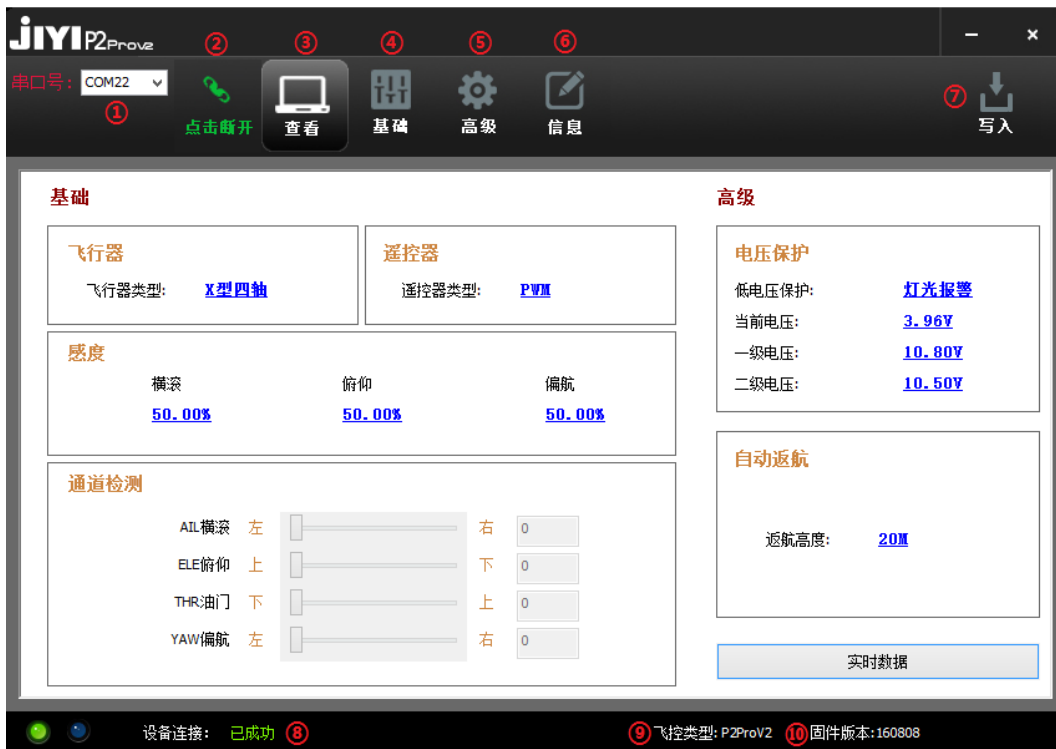 JIYI P2Prov2
② ③ ④ ⑤ ⑥
串口号: COM22
① ⑦
点击断开 查看 基础 高级 信息 写入
基础 高级
飞行器 遥控器 电压保护
飞行器类型: X型四轴 遥控器类型: PWM 低电压保护: 灯光报警
当前电压: 3.96V
感度 一级电压: 10.80V
横滚 俯仰 偏航 二级电压: 10.50V
50.00% 50.00% 50.00%
自动返航
通道检测
AIL横滚 左 右 0
返航高度: 20M
ELE俯仰 上 下 0
THR油门 下 上 0
YAW偏航 左 右 0
实时数据
设备连接: 已成功 ⑧ ⑨ 飞控类型: P2ProV2 ⑩ 固件版本:160808